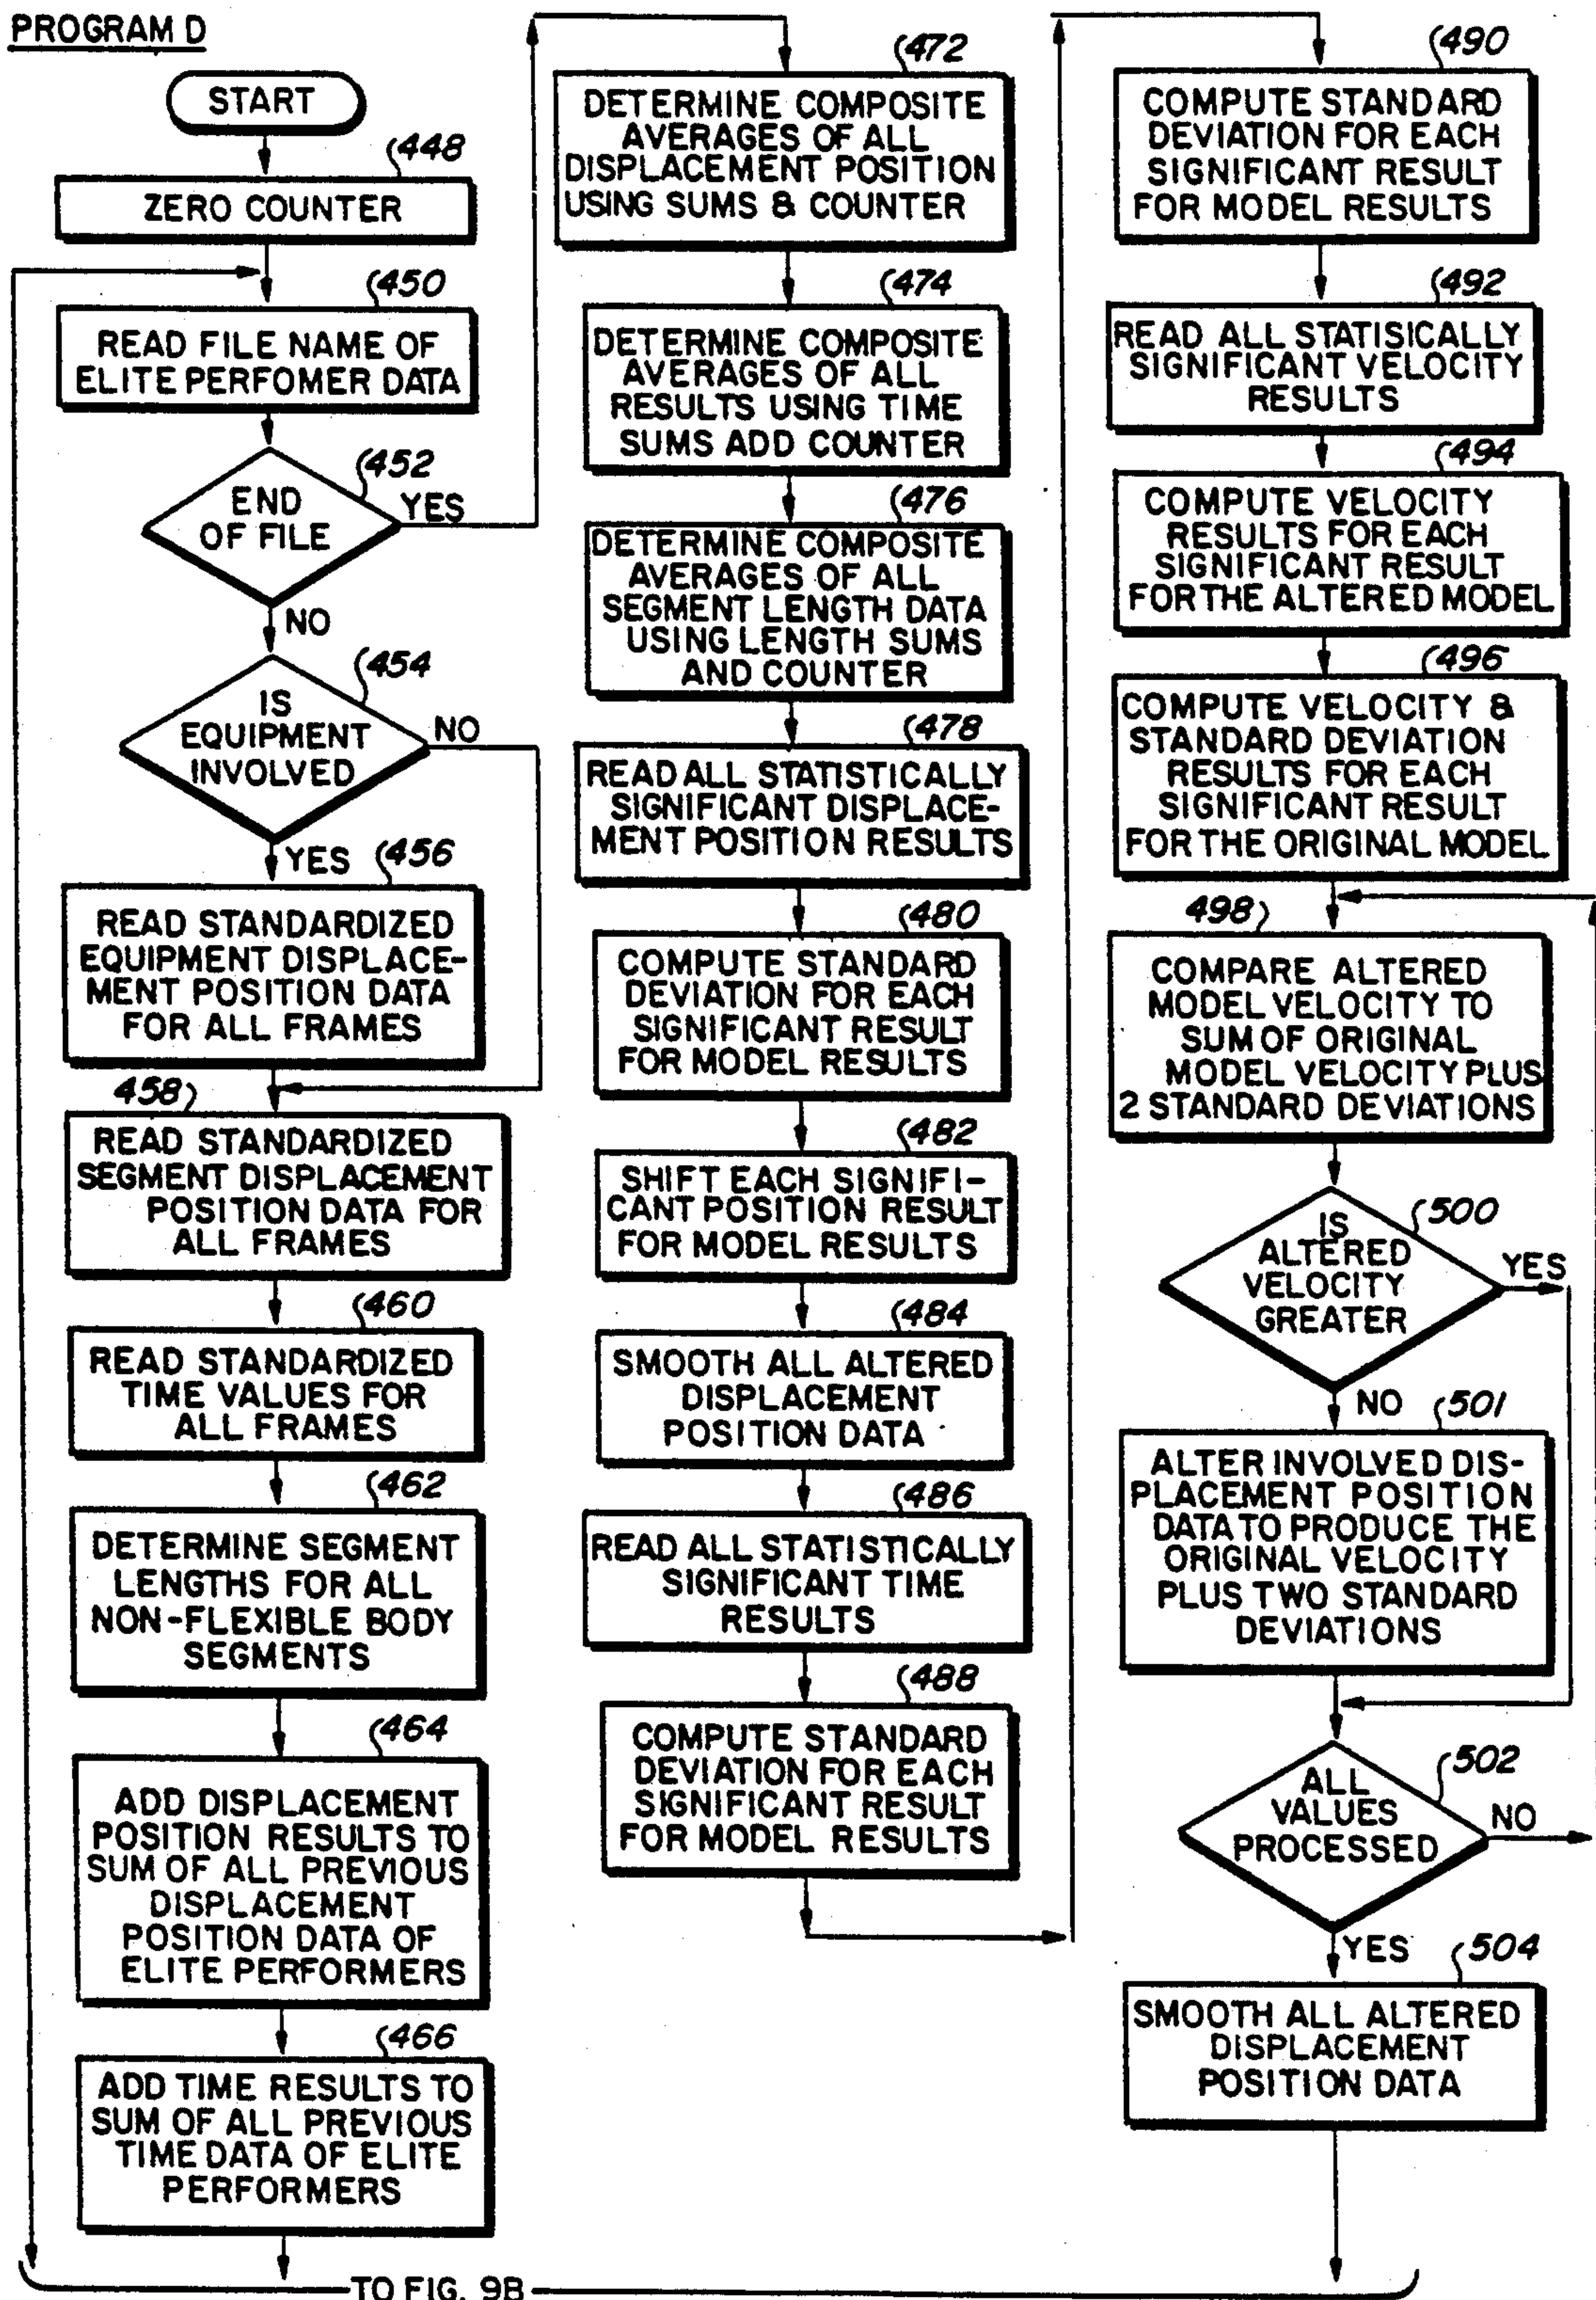 PROGRAM D
START
448
ZERO COUNTER
450
READ FILE NAME OF
ELITE PERFOMER DATA
452
END
OF FILE
YES
NO
454
IS
EQUIPMENT
INVOLVED
NO
YES
456
READ STANDARDIZED
EQUIPMENT DISPLACE-
MENT POSITION DATA
FOR ALL FRAMES
458
READ STANDARDIZED
SEGMENT DISPLACEMENT
POSITION DATA FOR
ALL FRAMES
460
READ STANDARDIZED
TIME VALUES FOR
ALL FRAMES
462
DETERMINE SEGMENT
LENGTHS FOR ALL
NON-FLEXIBLE BODY
SEGMENTS
464
ADD DISPLACEMENT
POSITION RESULTS TO
SUM OF ALL PREVIOUS
DISPLACEMENT
POSITION DATA OF
ELITE PERFORMERS
466
ADD TIME RESULTS TO
SUM OF ALL PREVIOUS
TIME DATA OF ELITE
PERFORMERS
472
DETERMINE COMPOSITE
AVERAGES OF ALL
DISPLACEMENT POSITION
USING SUMS & COUNTER
474
DETERMINE COMPOSITE
AVERAGES OF ALL
RESULTS USING TIME
SUMS ADD COUNTER
476
DETERMINE COMPOSITE
AVERAGES OF ALL
SEGMENT LENGTH DATA
USING LENGTH SUMS
AND COUNTER
478
READ ALL STATISTICALLY
SIGNIFICANT DISPLACE-
MENT POSITION RESULTS
480
COMPUTE STANDARD
DEVIATION FOR EACH
SIGNIFICANT RESULT
FOR MODEL RESULTS
482
SHIFT EACH SIGNIFI-
CANT POSITION RESULT
FOR MODEL RESULTS
484
SMOOTH ALL ALTERED
DISPLACEMENT
POSITION DATA
486
READ ALL STATISTICALLY
SIGNIFICANT TIME
RESULTS
488
COMPUTE STANDARD
DEVIATION FOR EACH
SIGNIFICANT RESULT
FOR MODEL RESULTS
490
COMPUTE STANDARD
DEVIATION FOR EACH
SIGNIFICANT RESULT
FOR MODEL RESULTS
492
READ ALL STATISICALLY
SIGNIFICANT VELOCITY
RESULTS
494
COMPUTE VELOCITY
RESULTS FOR EACH
SIGNIFICANT RESULT
FOR THE ALTERED MODEL
496
COMPUTE VELOCITY &
STANDARD DEVIATION
RESULTS FOR EACH
SIGNIFICANT RESULT
FOR THE ORIGINAL MODEL
498
COMPARE ALTERED
MODEL VELOCITY TO
SUM OF ORIGINAL
MODEL VELOCITY PLUS
2 STANDARD DEVIATIONS
500
IS
ALTERED
VELOCITY
GREATER
YES
NO
501
ALTER INVOLVED DIS-
PLACEMENT POSITION
DATA TO PRODUCE THE
ORIGINAL VELOCITY
PLUS TWO STANDARD
DEVIATIONS
502
ALL
VALUES
PROCESSED
NO
YES
504
SMOOTH ALL ALTERED
DISPLACEMENT
POSITION DATA
TO FIG. 9B